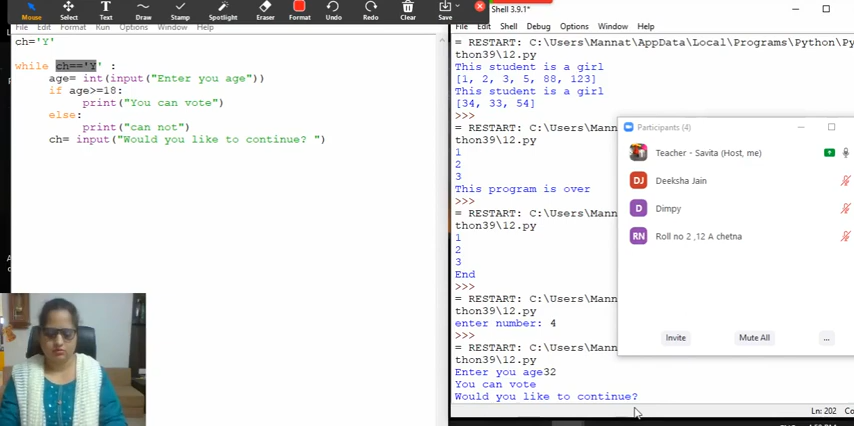 Mouse Select Text Draw Stamp Spotlight Eraser Format Undo Redo Clear Save
File Edit Format Run Options Window Help
ch='Y'
while ch=='Y' :
age= int(input("Enter you age"))
if age>=18:
print("You can vote")
else:
print("can not")
ch= input("Would you like to continue? ")
Shell 3.9.1*
File Edit Shell Debug Options Window Help
= RESTART: C:\Users\Mannat\AppData\Local\Programs\Python\Py
thon39\12.py
This student is a girl
[1, 2, 3, 5, 88, 123]
This student is a girl
[34, 33, 54]
>>>
= RESTART: C:\Users\Mann
thon39\12.py
1
2
3
This program is over
>>>
= RESTART: C:\Users\Mann
thon39\12.py
1
2
3
End
>>>
= RESTART: C:\Users\Mann
thon39\12.py
enter number: 4
>>>
= RESTART: C:\Users\Mann
thon39\12.py
Enter you age32
You can vote
Would you like to continue?
Ln: 202 Co
Participants (4)
Teacher - Savita (Host, me)
DJ Deeksha Jain
D Dimpy
RN Roll no 2 ,12 A chetna
Invite Mute All ...